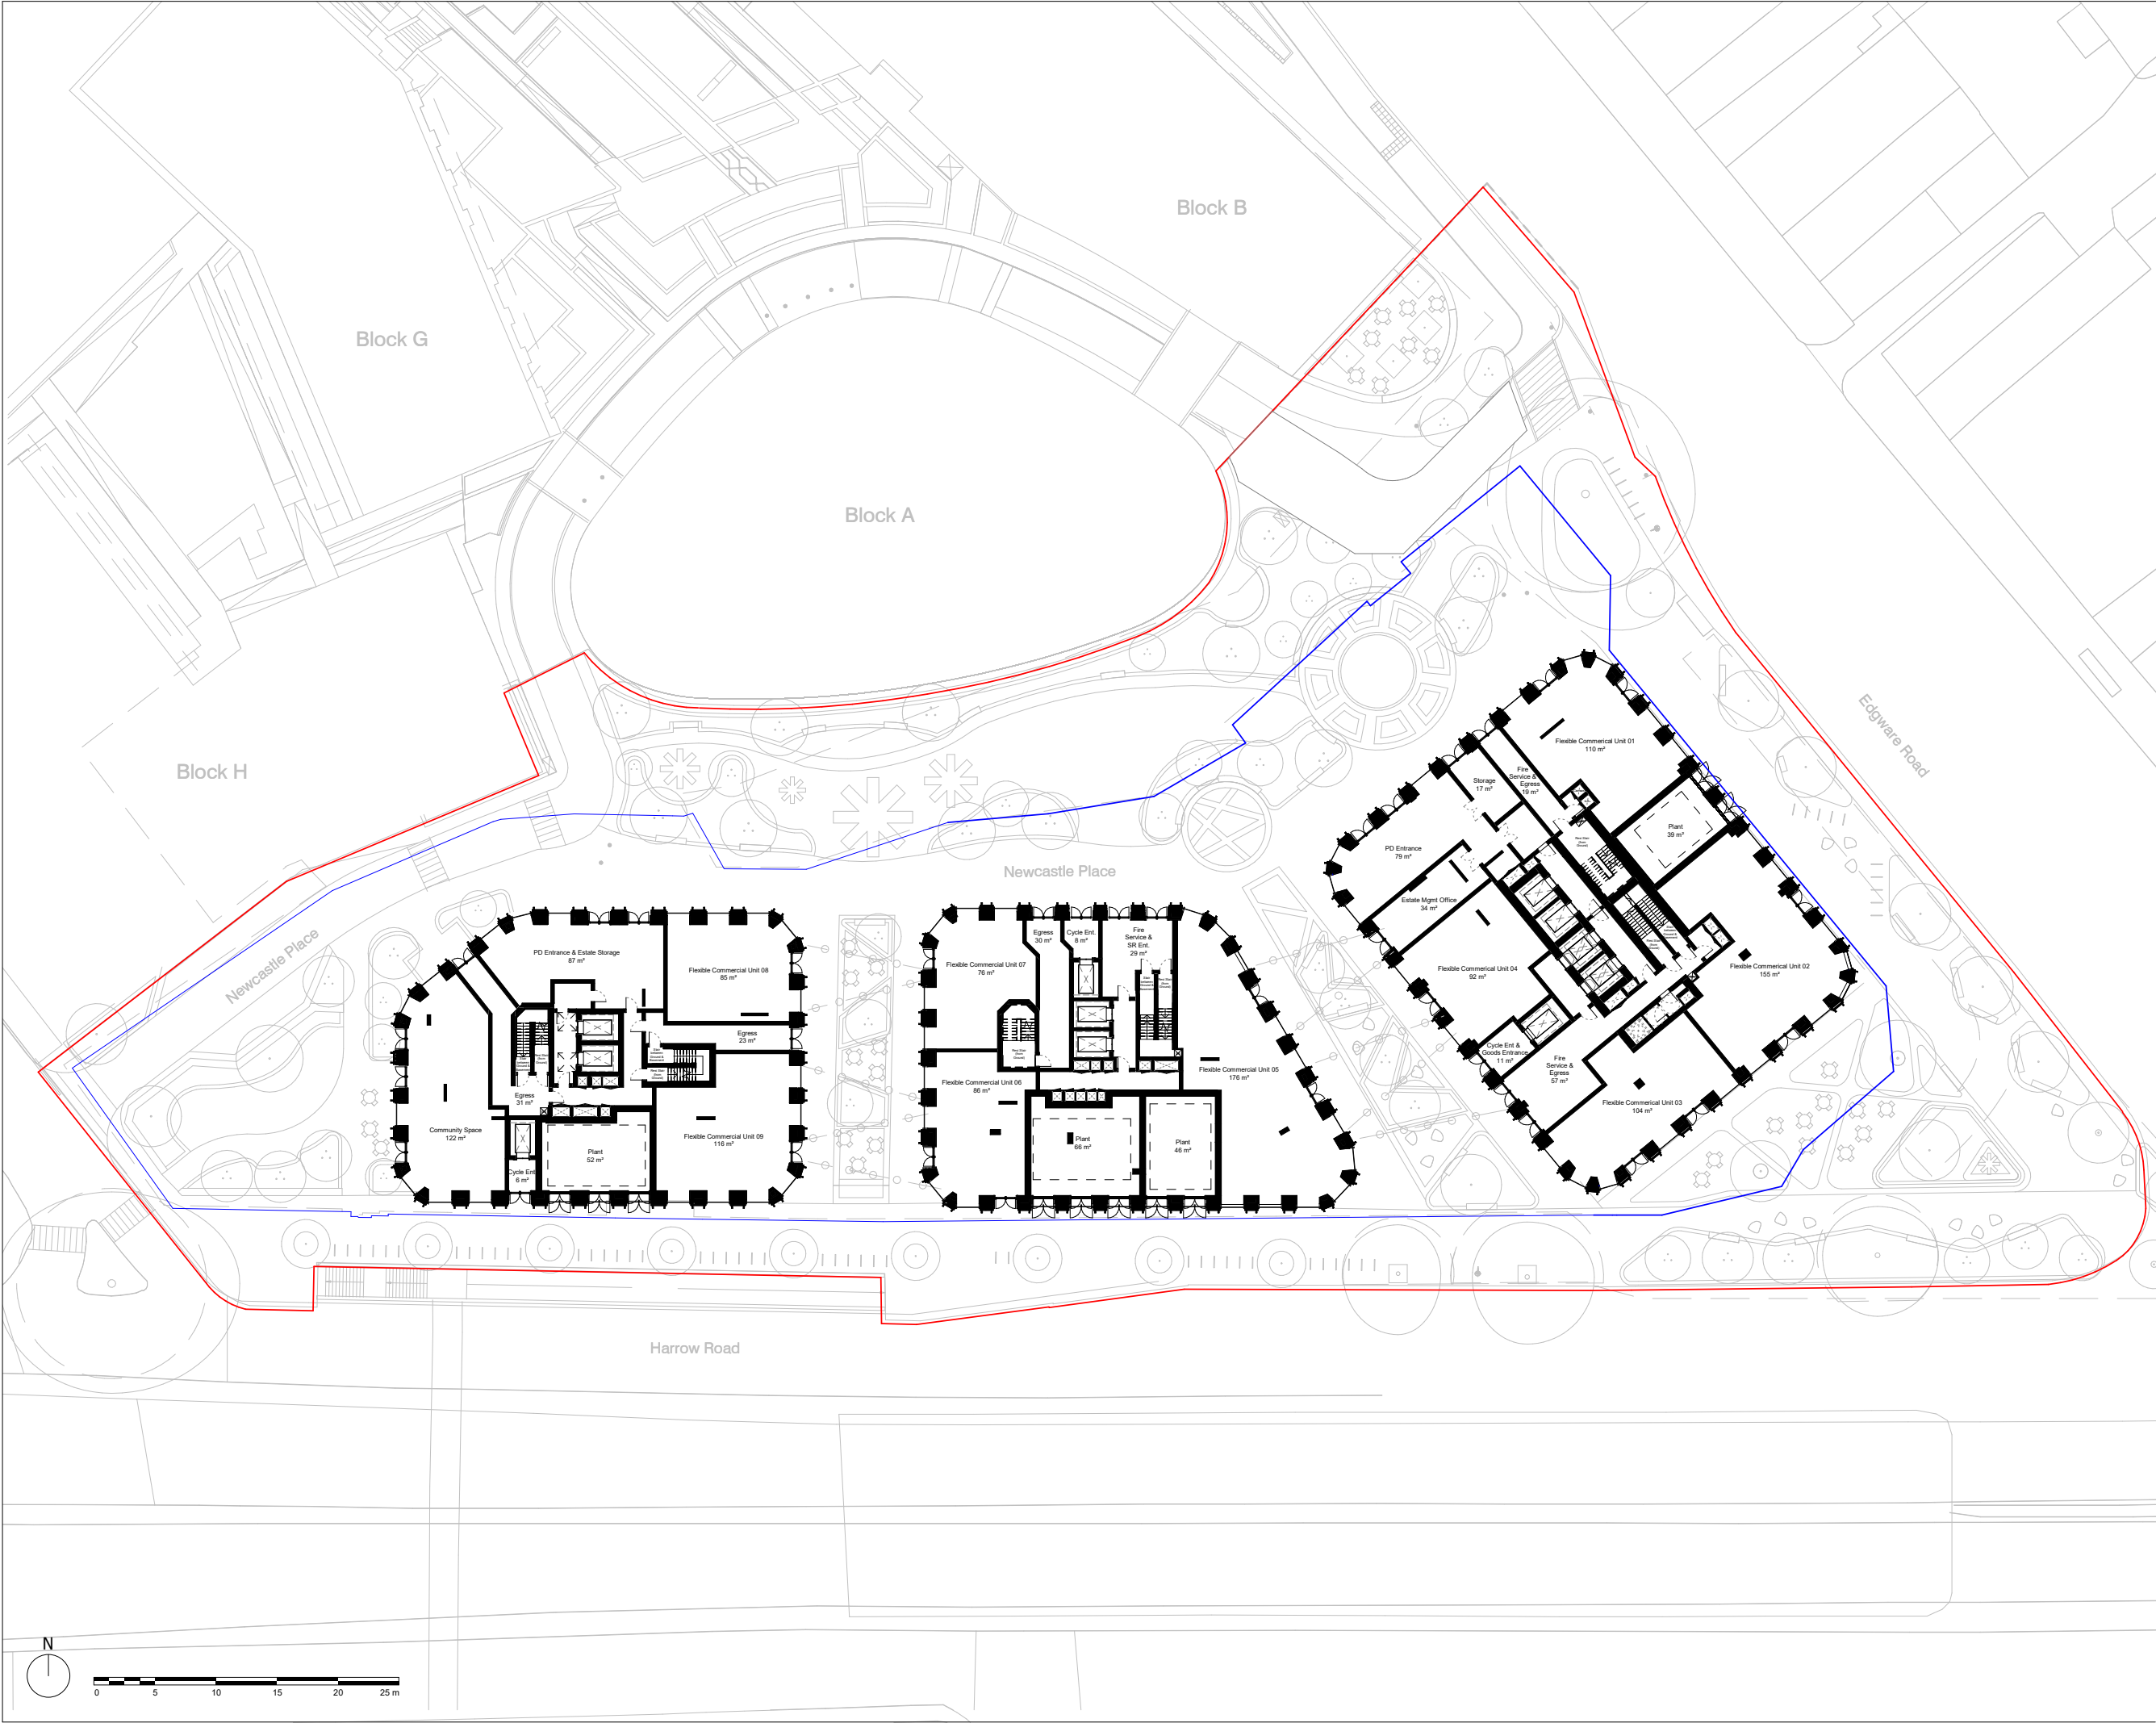 Block B
Block G
Block A
Block H
Edgware Road
Newcastle Place
Newcastle Place
Harrow Road
Flexible Commerical Unit 01
110 m²
Fire
Service &
Egress
19 m²
Storage
17 m²
Plant
39 m²
PD Entrance
79 m²
Estate Mgmt Office
34 m²
Flexible Commerical Unit 04
92 m²
Flexible Commerical Unit 02
155 m²
Cycle Ent &
Goods Entrance
11 m²
Fire
Service &
Egress
57 m²
Flexible Commerical Unit 03
104 m²
PD Entrance & Estate Storage
87 m²
Flexible Commercial Unit 08
85 m²
Egress
23 m²
Egress
31 m²
Community Space
122 m²
Cycle Ent
6 m²
Plant
52 m²
Flexible Commercial Unit 09
116 m²
Flexible Commercial Unit 07
76 m²
Egress
30 m²
Cycle Ent.
8 m²
Fire
Service &
SR Ent.
29 m²
Flexible Commercial Unit 06
86 m²
Flexible Commercial Unit 05
176 m²
Plant
66 m²
Plant
46 m²
N
0 5 10 15 20 25 m